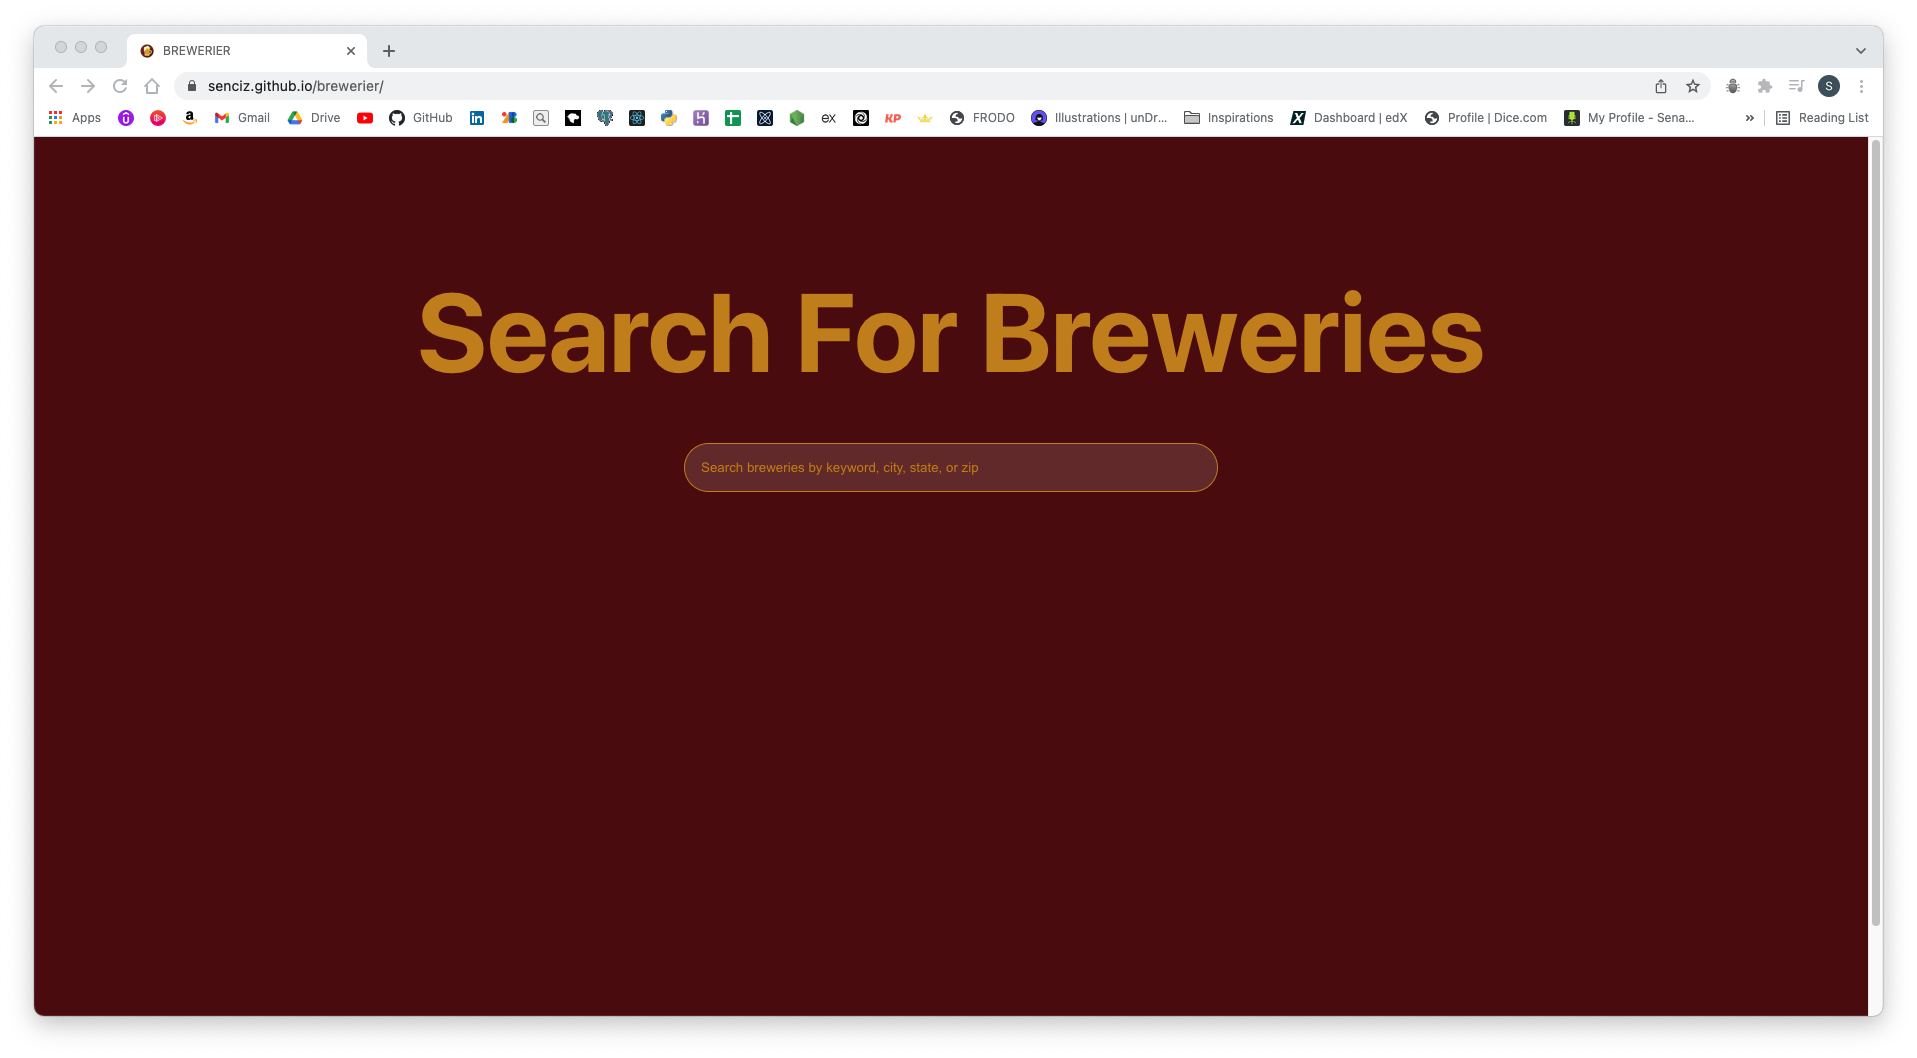 BREWERIER
senciz.github.io/brewerier/
S
Apps
Gmail
Drive
GitHub
in
ex
KP
FRODO
Illustrations | unDr...
Inspirations
X
Dashboard | edX
Profile | Dice.com
My Profile - Sena...
»
Reading List
Search For Breweries
Search breweries by keyword, city, state, or zip